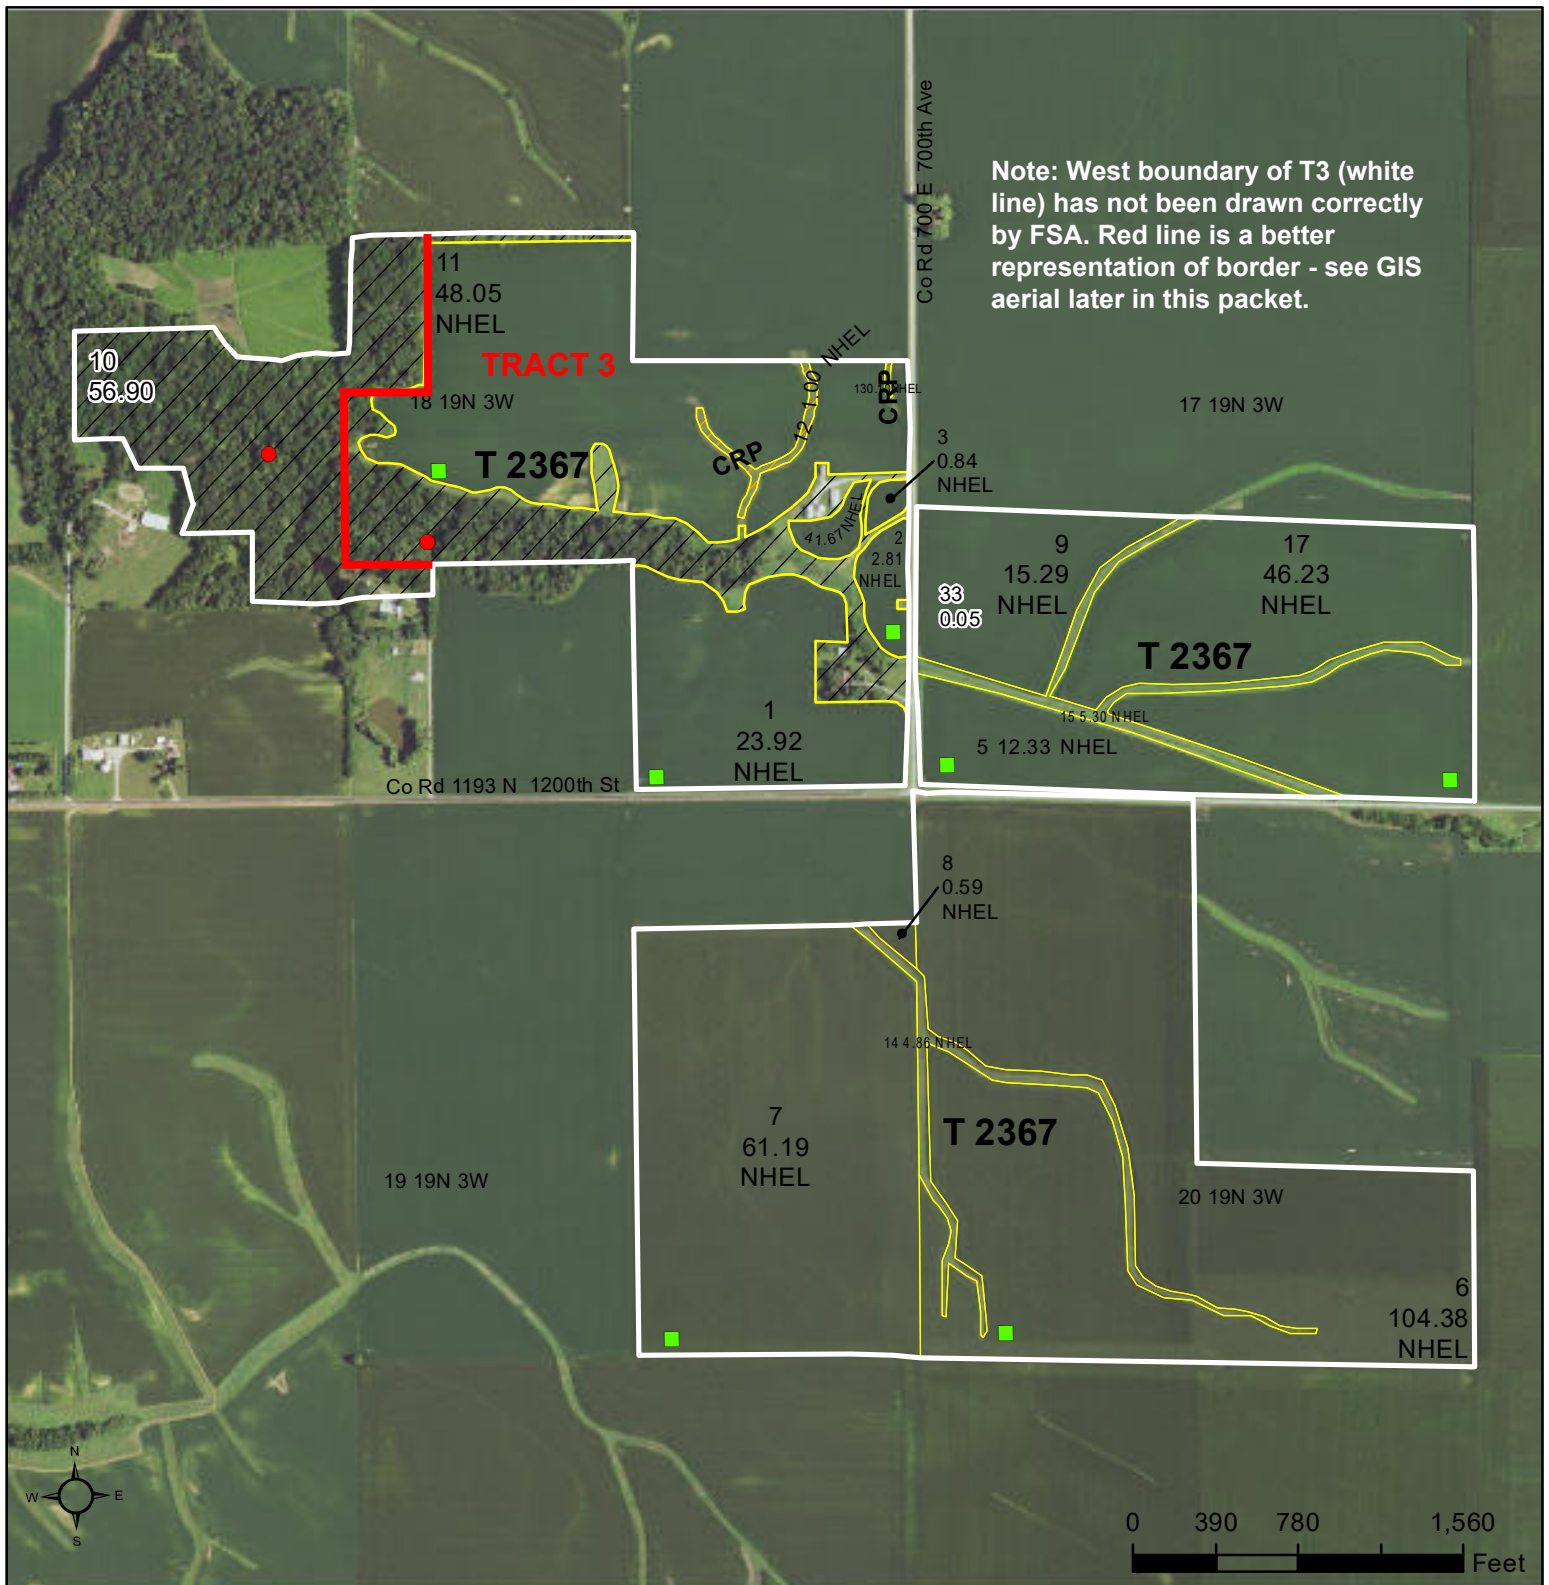 Co Rd 700 E  700th Ave
Note: West boundary of T3 (white
line) has not been drawn correctly
by FSA. Red line is a better
representation of border - see GIS
aerial later in this packet.
11
48.05
NHEL
TRACT 3
10
56.90
18 19N 3W
12 1.00 NHEL
CRP
CRP
17 19N 3W
T 2367
3
0.84
NHEL
4 1.67 NHEL
2
2.81
NHEL
9
15.29
NHEL
17
46.23
NHEL
33
0.05
T 2367
15 5.30 NHEL
5 12.33 NHEL
1
23.92
NHEL
Co Rd 1193 N  1200th St
8
0.59
NHEL
14 4.86 NHEL
7
61.19
NHEL
T 2367
19 19N 3W
20 19N 3W
6
104.38
NHEL
N
W
E
S
0 390 780 1,560
Feet